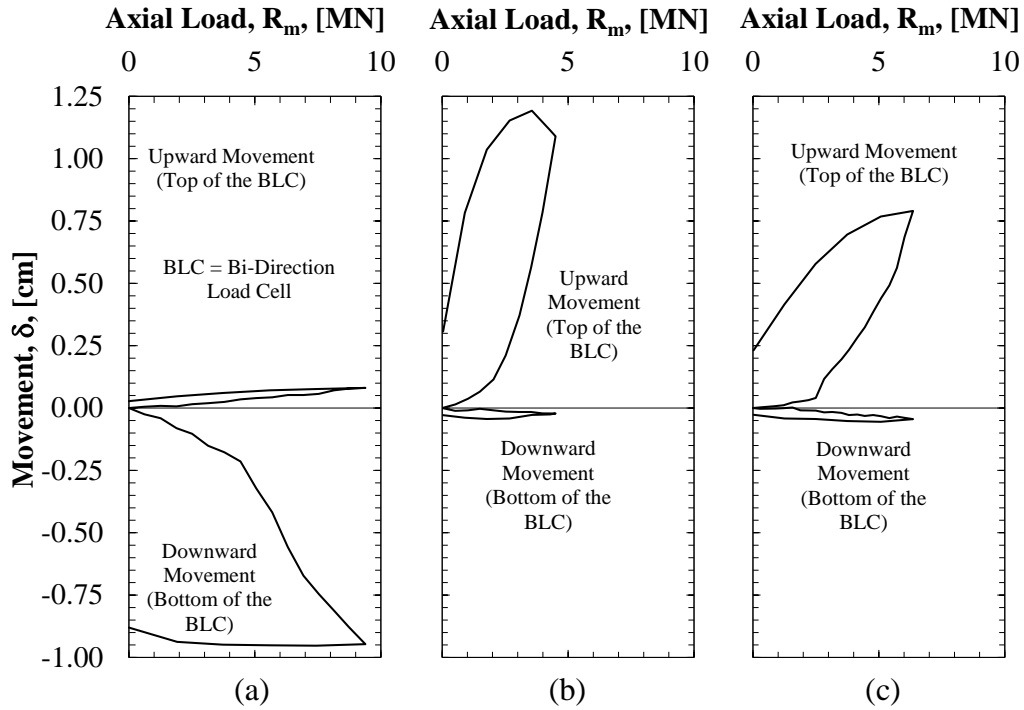 Axial Load, Rm, [MN] Axial Load, Rm, [MN] Axial Load, Rm, [MN]
0 5 10 0 5 10 0 5 10
1.25
1.00
0.75
0.50
0.25
0.00
-0.25
-0.50
-0.75
-1.00
Movement, δ, [cm]
Upward Movement
(Top of the BLC)
BLC = Bi-Direction
Load Cell
Downward
Movement
(Bottom of the
BLC)
(a)
Upward
Movement
(Top of the
BLC)
Downward
Movement
(Bottom of the
BLC)
(b)
Upward Movement
(Top of the BLC)
Downward
Movement
(Bottom of the
BLC)
(c)